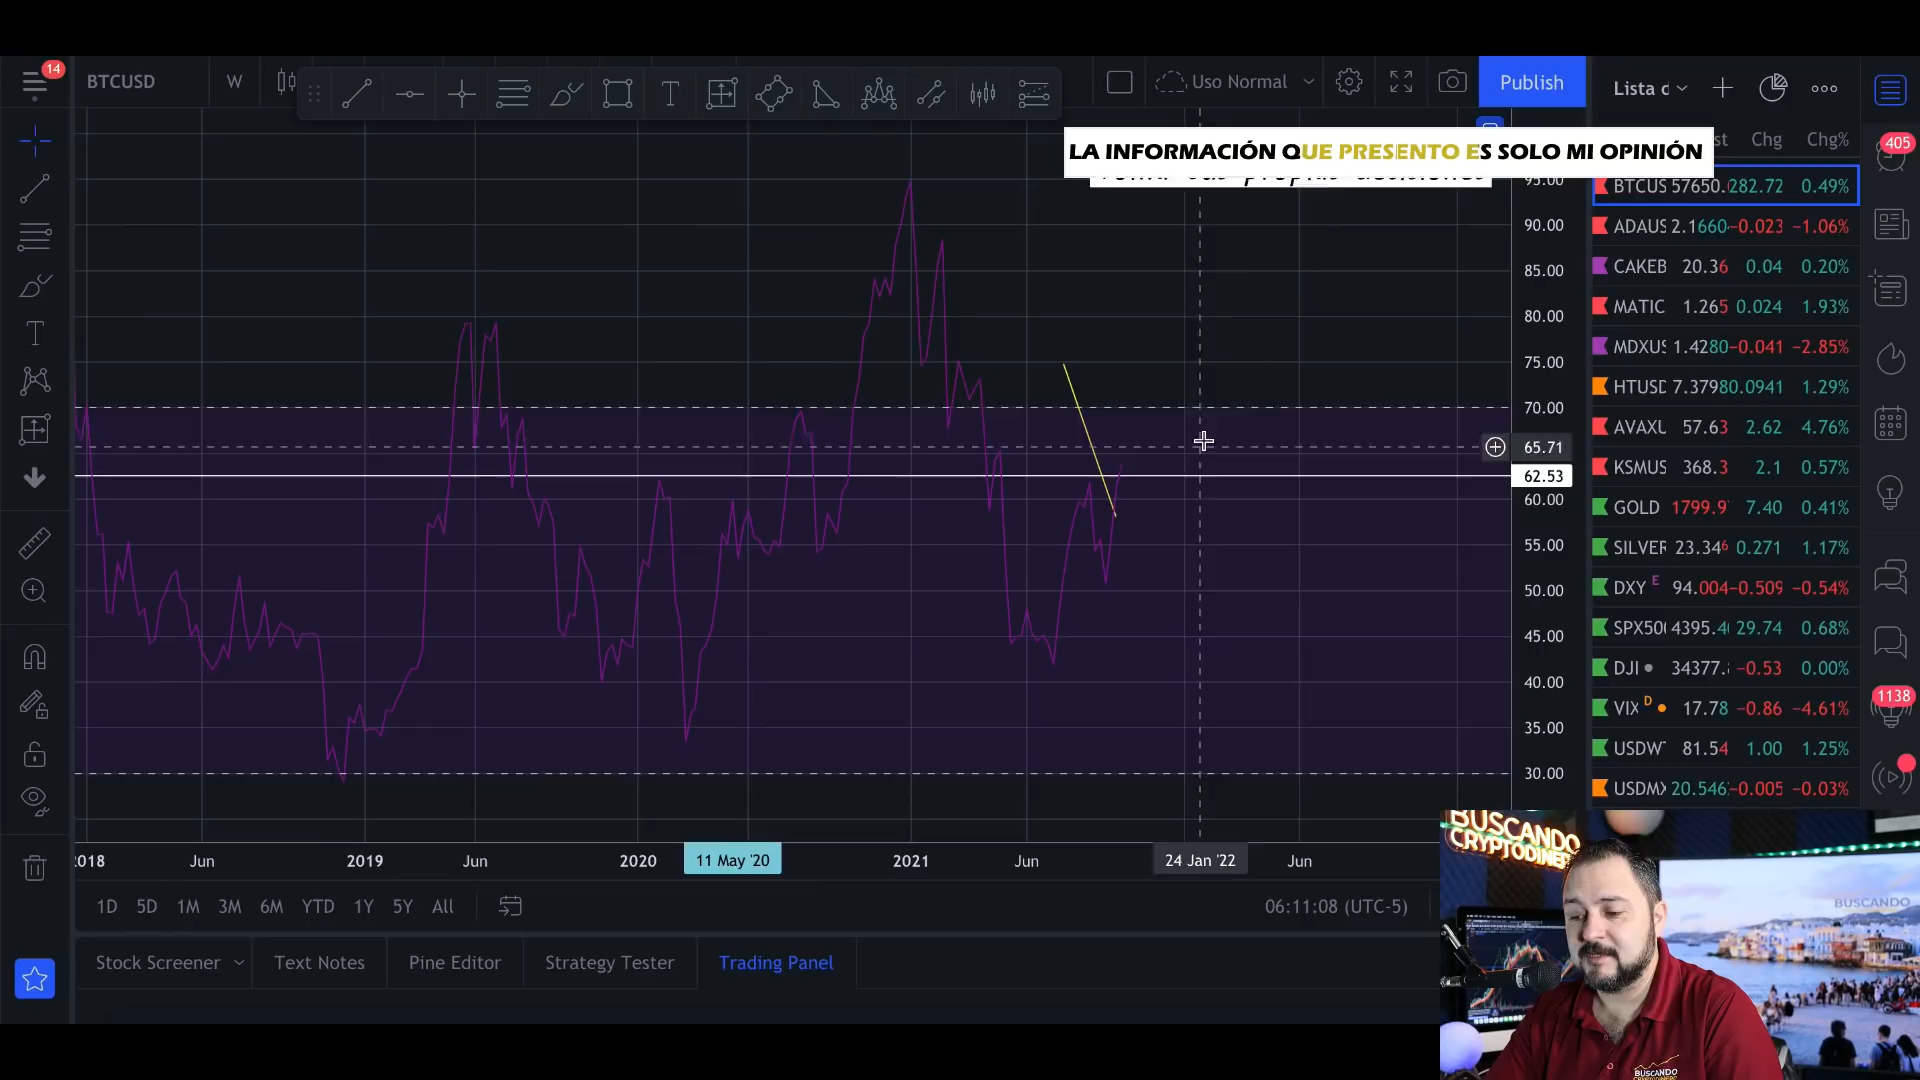 14
BTCUSD
W
T
Uso Normal
Publish
Lista d
LA INFORMACIÓN QUE PRESENTO ES SOLO MI OPINIÓN
st Chg Chg%
405
BTCUS 57650. 282.72 0.49%
ADAUS 2.1660 −0.023 −1.06%
CAKEB 20.36 0.04 0.20%
MATIC 1.265 0.024 1.93%
MDXUS 1.4280 −0.041 −2.85%
HTUSD 7.3798 0.0941 1.29%
AVAXU 57.63 2.62 4.76%
KSMUS 368.3 2.1 0.57%
GOLD 1799.9 7.40 0.41%
SILVER 23.346 0.271 1.17%
DXY E 94.004 −0.509 −0.54%
SPX500 4395.40 29.74 0.68%
DJI 34377. −0.53 0.00%
VIX D 17.78 −0.86 −4.61%
USDWT 81.54 1.00 1.25%
USDMX 20.546 −0.005 −0.03%
1138
95.00
90.00
85.00
80.00
75.00
70.00
65.71
62.53
60.00
55.00
50.00
45.00
40.00
35.00
30.00
2018 Jun 2019 Jun 2020 11 May '20 2021 Jun 24 Jan '22 Jun
1D 5D 1M 3M 6M YTD 1Y 5Y All
06:11:08 (UTC-5)
Stock Screener Text Notes Pine Editor Strategy Tester Trading Panel
BUSCANDO
CRYPTODINERO
BUSCANDO
BUSCANDO